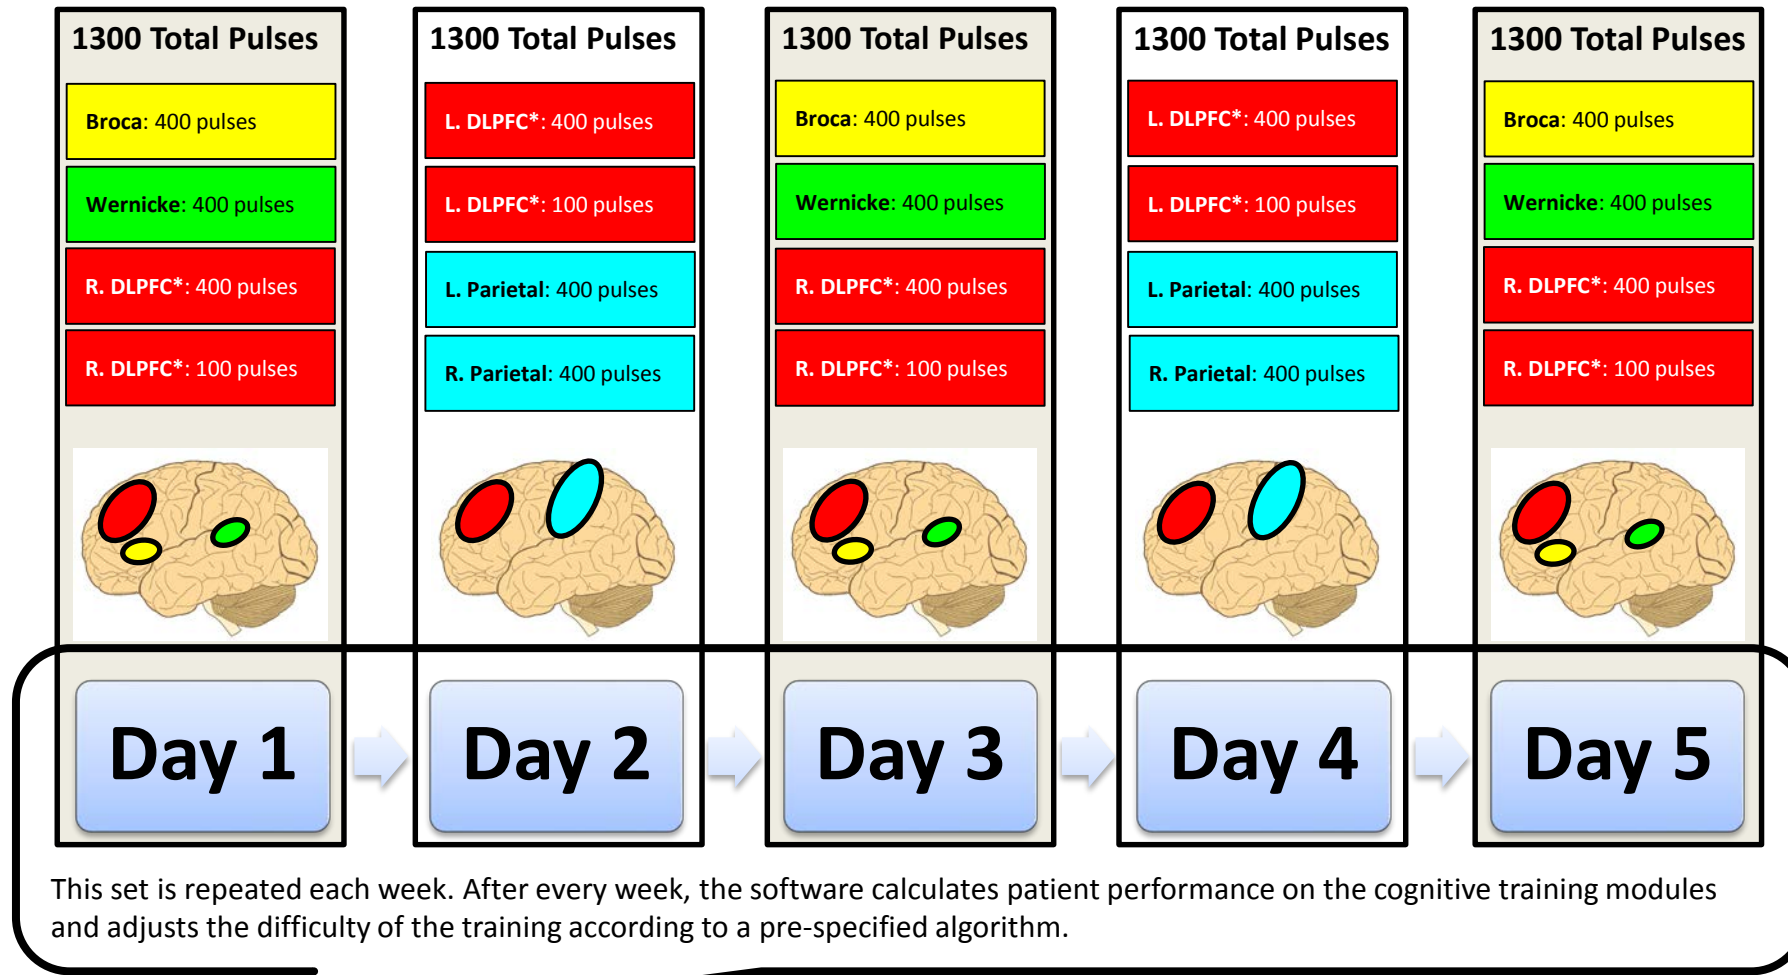 1300 Total Pulses
Broca: 400 pulses
Wernicke: 400 pulses
R. DLPFC*: 400 pulses
R. DLPFC*: 100 pulses
1300 Total Pulses
L. DLPFC*: 400 pulses
L. DLPFC*: 100 pulses
L. Parietal: 400 pulses
R. Parietal: 400 pulses
1300 Total Pulses
Broca: 400 pulses
Wernicke: 400 pulses
R. DLPFC*: 400 pulses
R. DLPFC*: 100 pulses
1300 Total Pulses
L. DLPFC*: 400 pulses
L. DLPFC*: 100 pulses
L. Parietal: 400 pulses
R. Parietal: 400 pulses
1300 Total Pulses
Broca: 400 pulses
Wernicke: 400 pulses
R. DLPFC*: 400 pulses
R. DLPFC*: 100 pulses
Day 1
Day 2
Day 3
Day 4
Day 5
This set is repeated each week. After every week, the software calculates patient performance on the cognitive training modules
and adjusts the difficulty of the training according to a pre-specified algorithm.